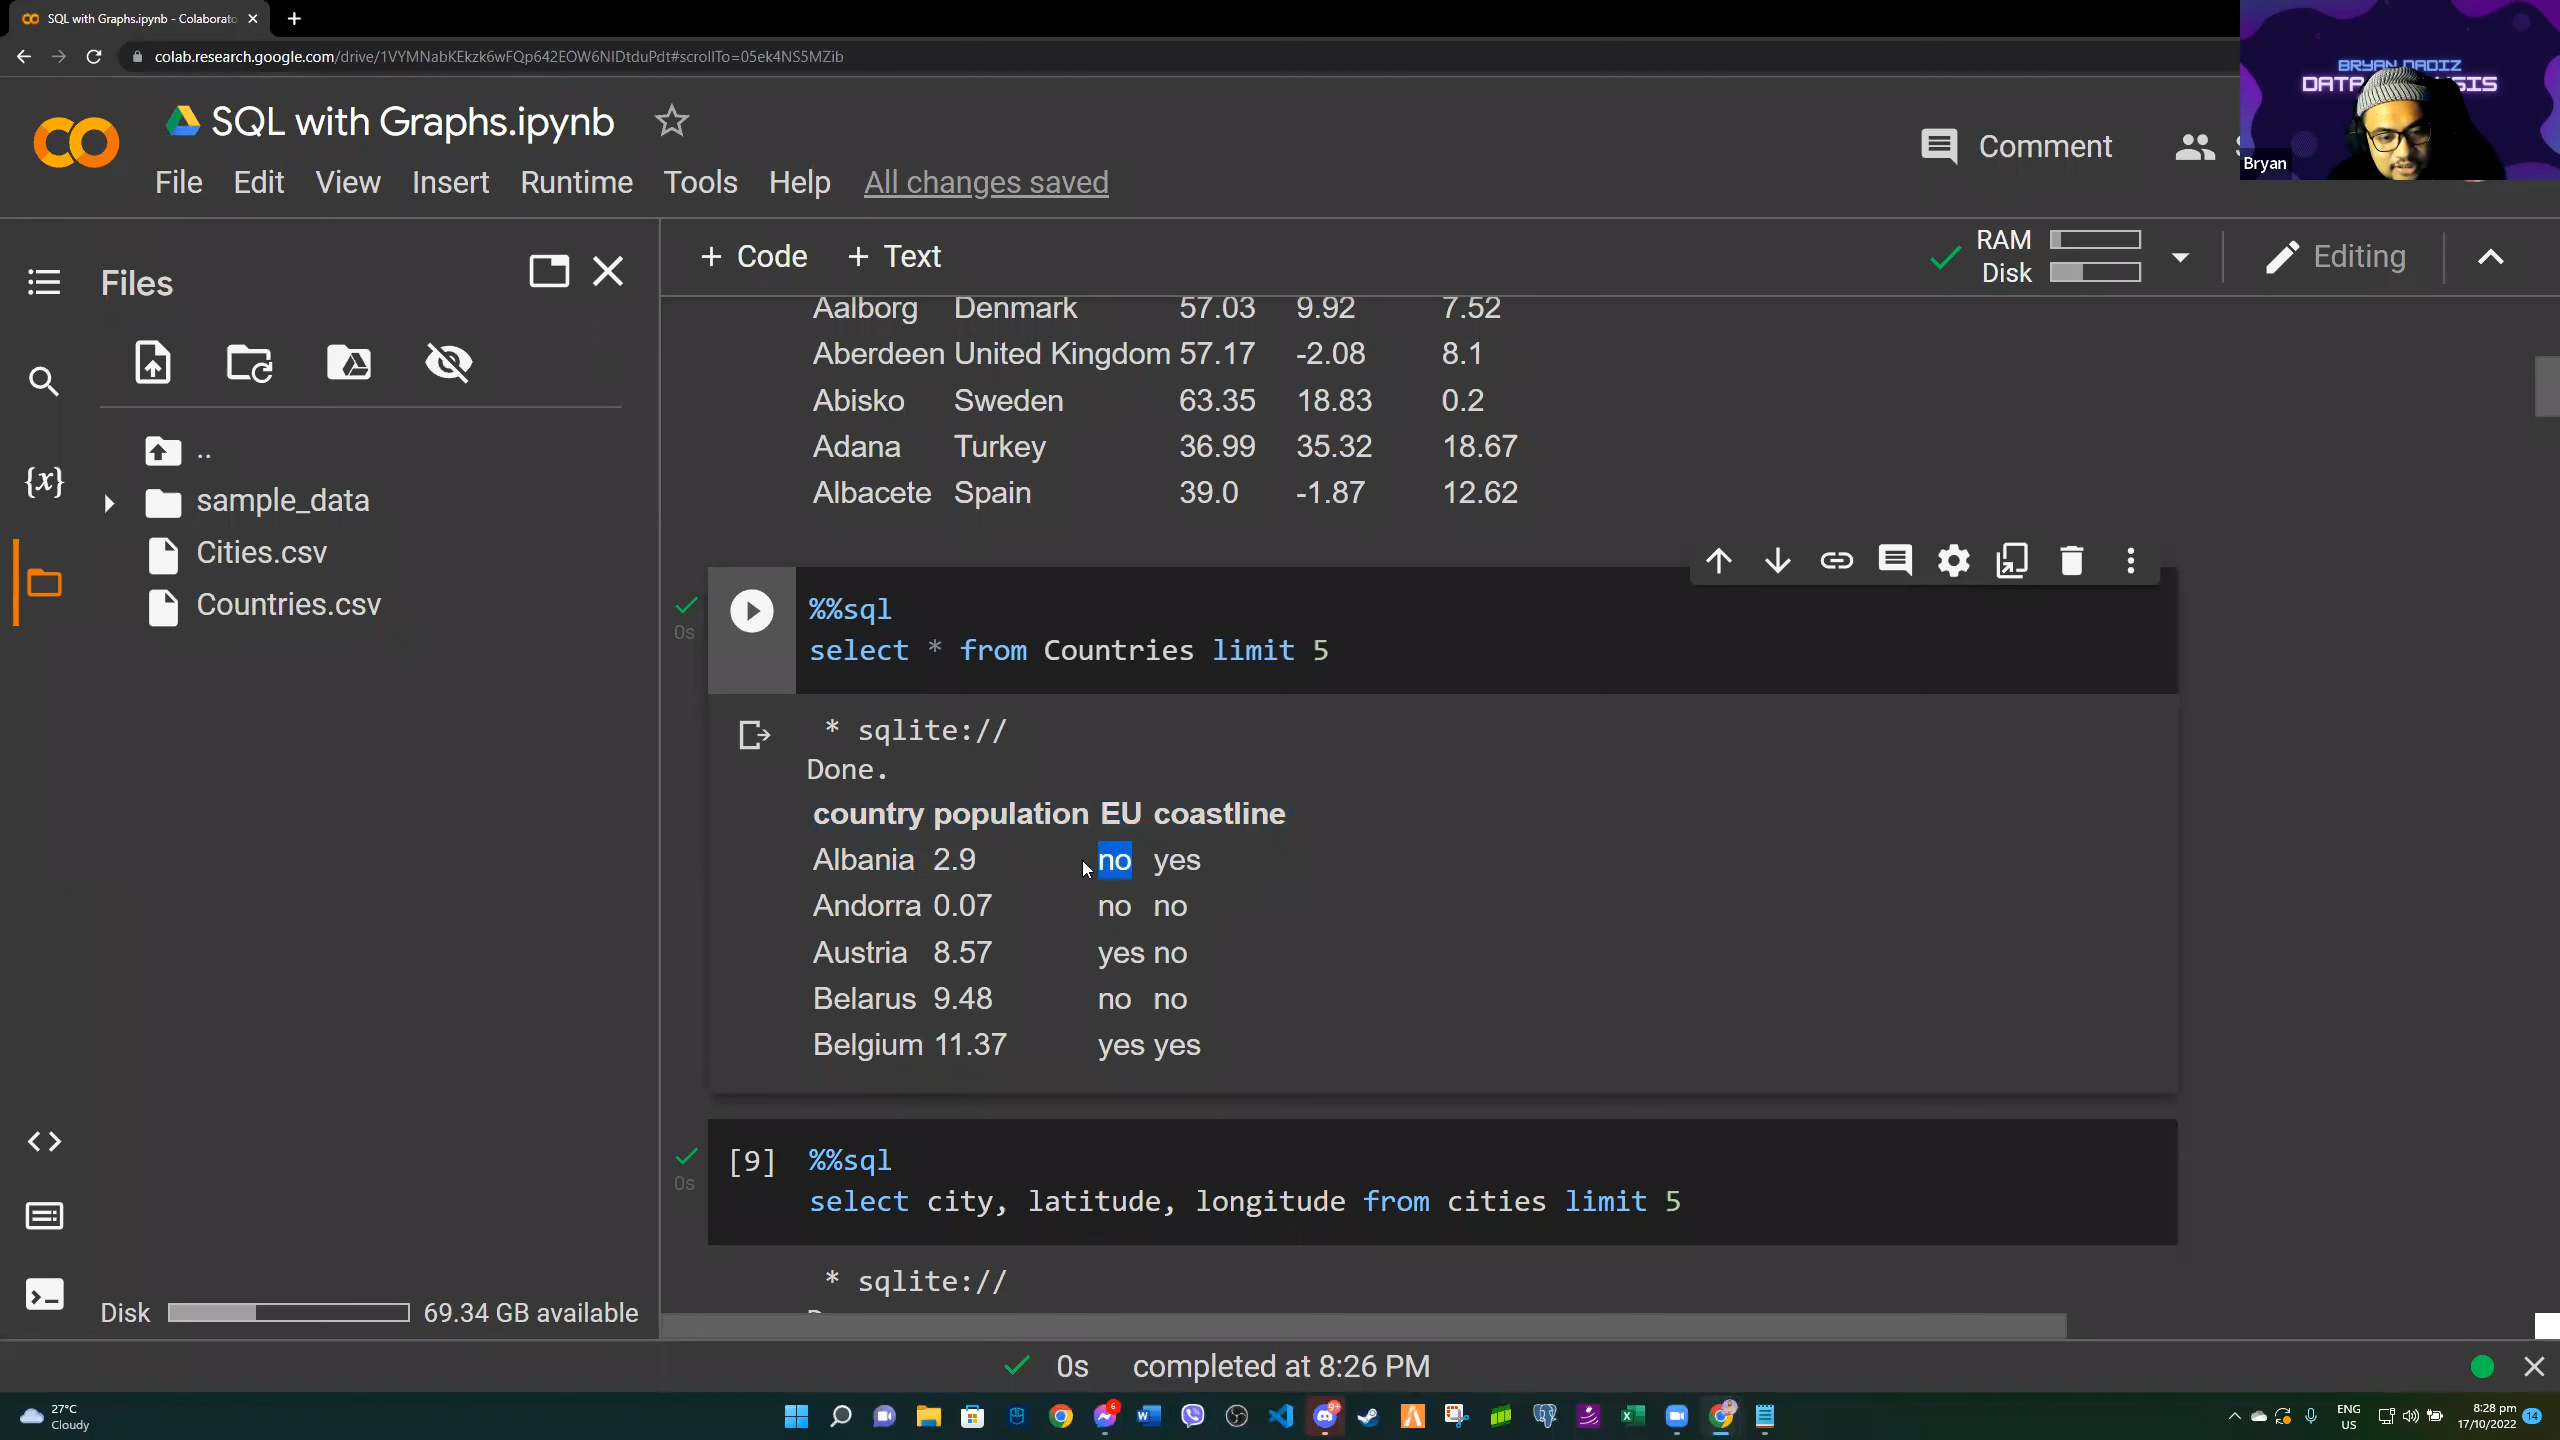 SQL with Graphs.ipynb - Colaborato
colab.research.google.com/drive/1VYMNabKEkzk6wFQp642EOW6NIDtduPdt#scrollTo=05ek4NS5MZib
SQL with Graphs.ipynb
File Edit View Insert Runtime Tools Help All changes saved
Comment
BRYAN DADIZ
Bryan
Files
+ Code + Text
RAM
Disk
Editing
..
sample_data
Cities.csv
Countries.csv
Disk 69.34 GB available
Aalborg Denmark 57.03 9.92 7.52
Aberdeen United Kingdom 57.17 -2.08 8.1
Abisko Sweden 63.35 18.83 0.2
Adana Turkey 36.99 35.32 18.67
Albacete Spain 39.0 -1.87 12.62
0s
%%sql
select * from Countries limit 5
* sqlite://
Done.
country population EU coastline
Albania 2.9 no yes
Andorra 0.07 no no
Austria 8.57 yes no
Belarus 9.48 no no
Belgium 11.37 yes yes
0s
[9] %%sql
select city, latitude, longitude from cities limit 5
* sqlite://
0s completed at 8:26 PM
27°C
Cloudy
6
9+
ENG
US
8:28 pm
17/10/2022
14